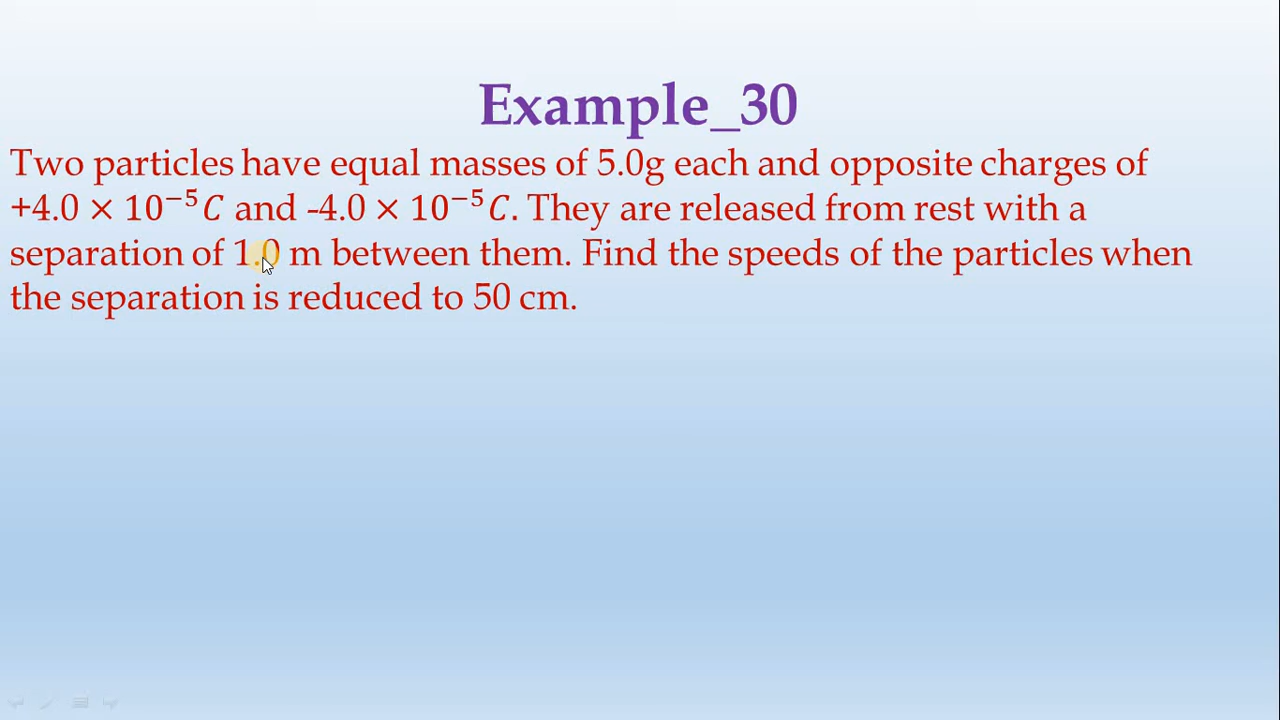 Example_30
Two particles have equal masses of 5.0g each and opposite charges of
+4.0 × 10⁻⁵C and -4.0 × 10⁻⁵C. They are released from rest with a
separation of 1.0 m between them. Find the speeds of the particles when
the separation is reduced to 50 cm.